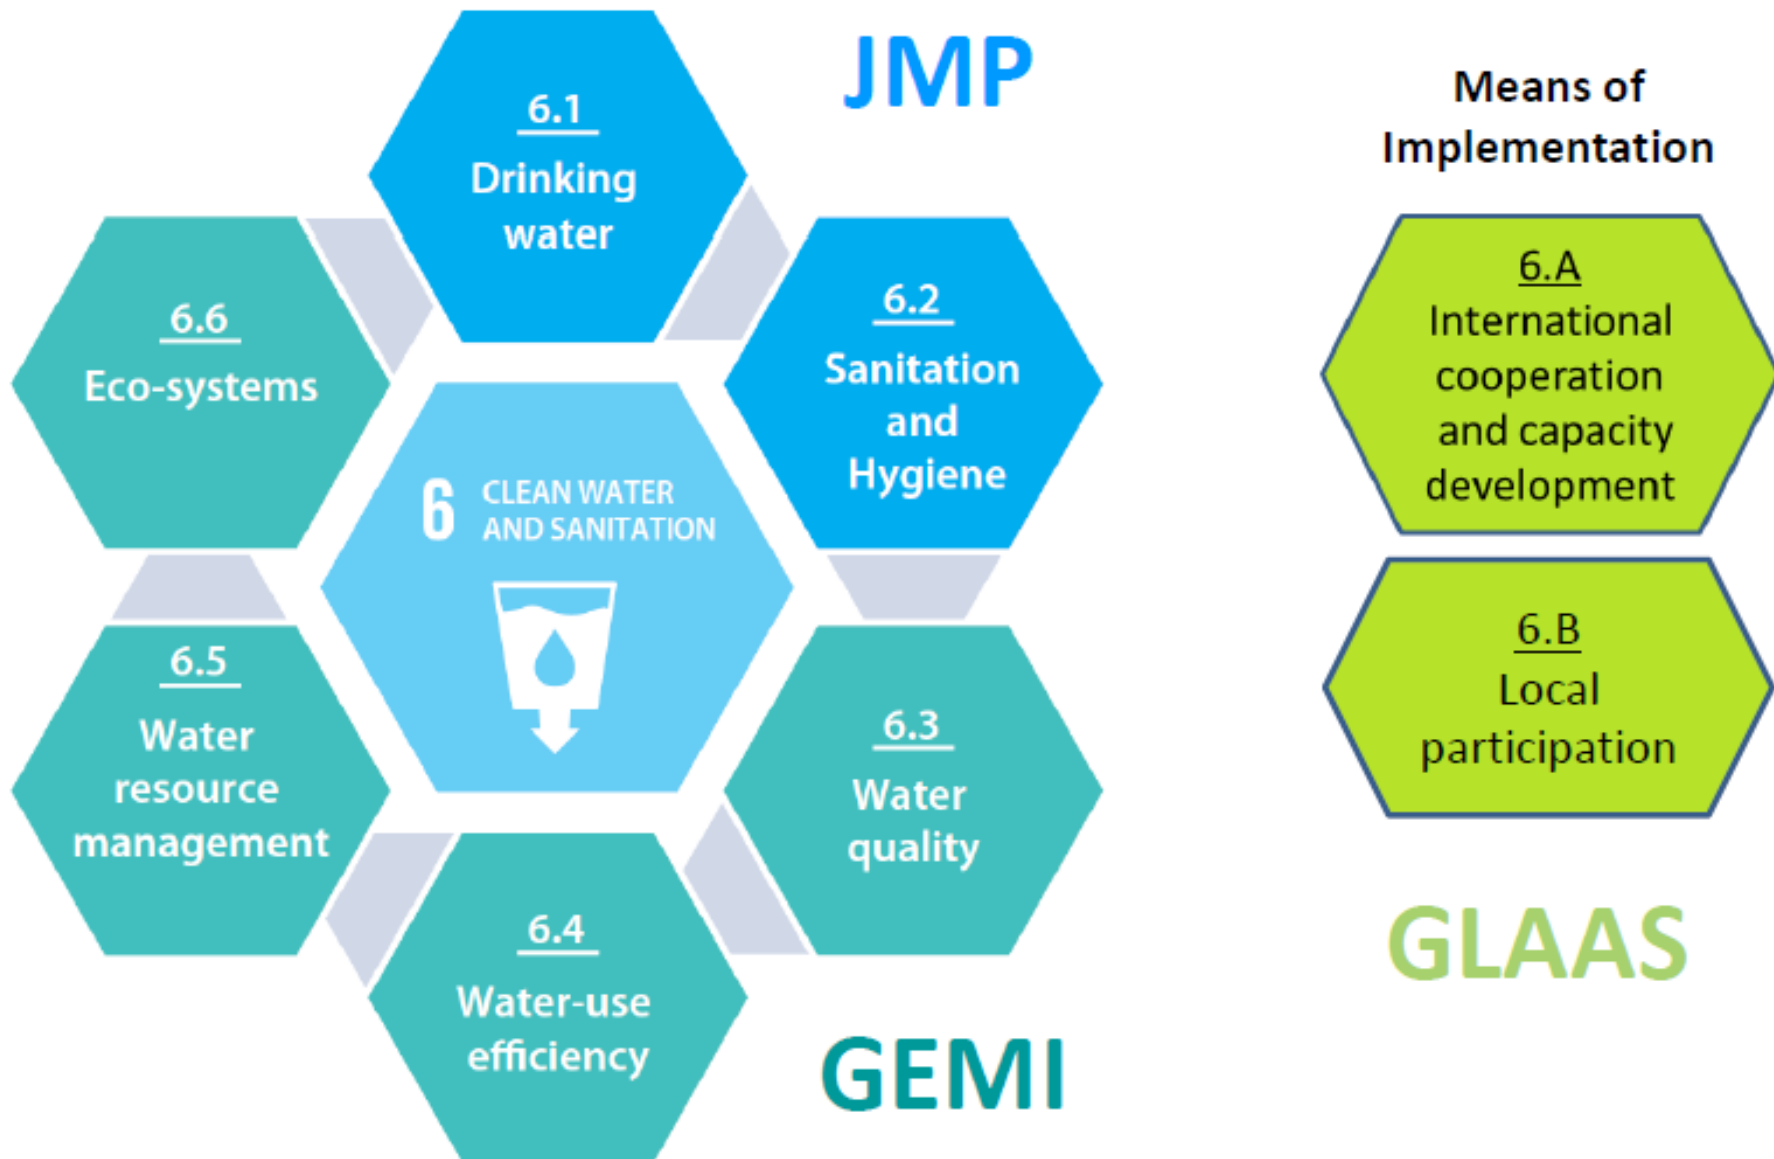 JMP
6.1
Drinking
water
6.2
Sanitation
and
Hygiene
6.3
Water
quality
6.4
Water-use
efficiency
6.5
Water
resource
management
6.6
Eco-systems
6 CLEAN WATER
AND SANITATION
GEMI
Means of
Implementation
6.A
International
cooperation
and capacity
development
6.B
Local
participation
GLAAS